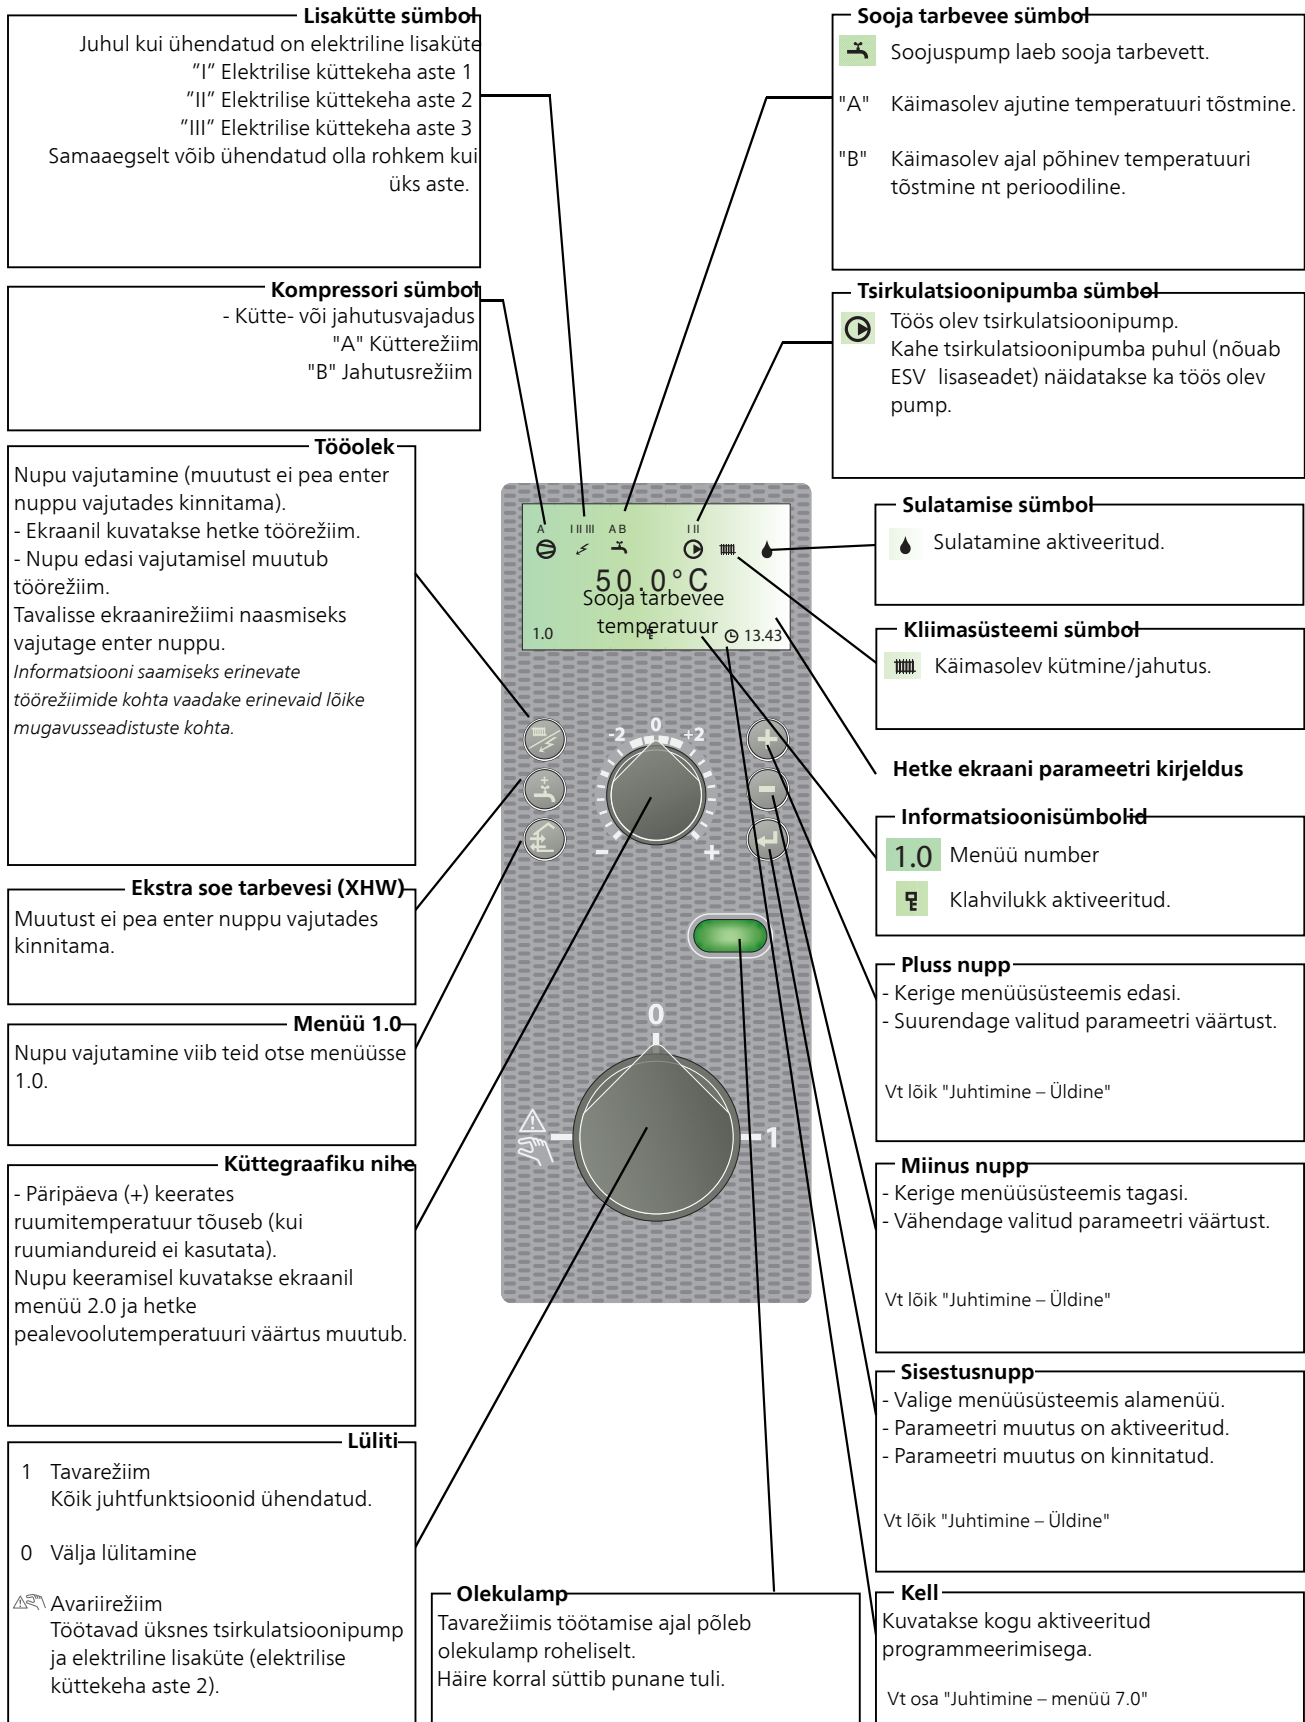 Lisakütte sümbol
Juhul kui ühendatud on elektriline lisaküte
”I” Elektrilise küttekeha aste 1
”II” Elektrilise küttekeha aste 2
”III” Elektrilise küttekeha aste 3
Samaaegselt võib ühendatud olla rohkem kui
üks aste.
Kompressori sümbol
- Kütte- või jahutusvajadus
"A" Kütterežiim
"B" Jahutusrežiim
Tööolek
Nupu vajutamine (muutust ei pea enter
nuppu vajutades kinnitama).
- Ekraanil kuvatakse hetke töörežiim.
- Nupu edasi vajutamisel muutub
töörežiim.
Tavalisse ekraanirežiimi naasmiseks
vajutage enter nuppu.
Informatsiooni saamiseks erinevate
töörežiimide kohta vaadake erinevaid lõike
mugavusseadistuste kohta.
Ekstra soe tarbevesi (XHW)
Muutust ei pea enter nuppu vajutades
kinnitama.
Menüü 1.0
Nupu vajutamine viib teid otse menüüsse
1.0.
Küttegraafiku nihe
- Päripäeva (+) keerates
ruumitemperatuur tõuseb (kui
ruumiandureid ei kasutata).
Nupu keeramisel kuvatakse ekraanil
menüü 2.0 ja hetke
pealevoolutemperatuuri väärtus muutub.
Lüliti
1 Tavarežiim
Kõik juhtfunktsioonid ühendatud.
0 Välja lülitamine
Avariirežiim
Töötavad üksnes tsirkulatsioonipump
ja elektriline lisaküte (elektrilise
küttekeha aste 2).
A I II III A B I II
50.0°C
Sooja tarbevee
temperatuur
1.0 13.43
-2 0 +2
- +
0
1
Olekulamp
Tavarežiimis töötamise ajal põleb
olekulamp roheliselt.
Häire korral süttib punane tuli.
Sooja tarbevee sümbol
Soojuspump laeb sooja tarbevett.
"A" Käimasolev ajutine temperatuuri tõstmine.
"B" Käimasolev ajal põhinev temperatuuri
tõstmine nt perioodiline.
Tsirkulatsioonipumba sümbol
Töös olev tsirkulatsioonipump.
Kahe tsirkulatsioonipumba puhul (nõuab
ESV lisaseadet) näidatakse ka töös olev
pump.
Sulatamise sümbol
Sulatamine aktiveeritud.
Kliimasüsteemi sümbol
Käimasolev kütmine/jahutus.
Hetke ekraani parameetri kirjeldus
Informatsioonisümbolid
1.0 Menüü number
Klahvilukk aktiveeritud.
Pluss nupp
- Kerige menüüsüsteemis edasi.
- Suurendage valitud parameetri väärtust.
Vt lõik "Juhtimine – Üldine"
Miinus nupp
- Kerige menüüsüsteemis tagasi.
- Vähendage valitud parameetri väärtust.
Vt lõik "Juhtimine – Üldine"
Sisestusnupp
- Valige menüüsüsteemis alamenüü.
- Parameetri muutus on aktiveeritud.
- Parameetri muutus on kinnitatud.
Vt lõik "Juhtimine – Üldine"
Kell
Kuvatakse kogu aktiveeritud
programmeerimisega.
Vt osa "Juhtimine – menüü 7.0"